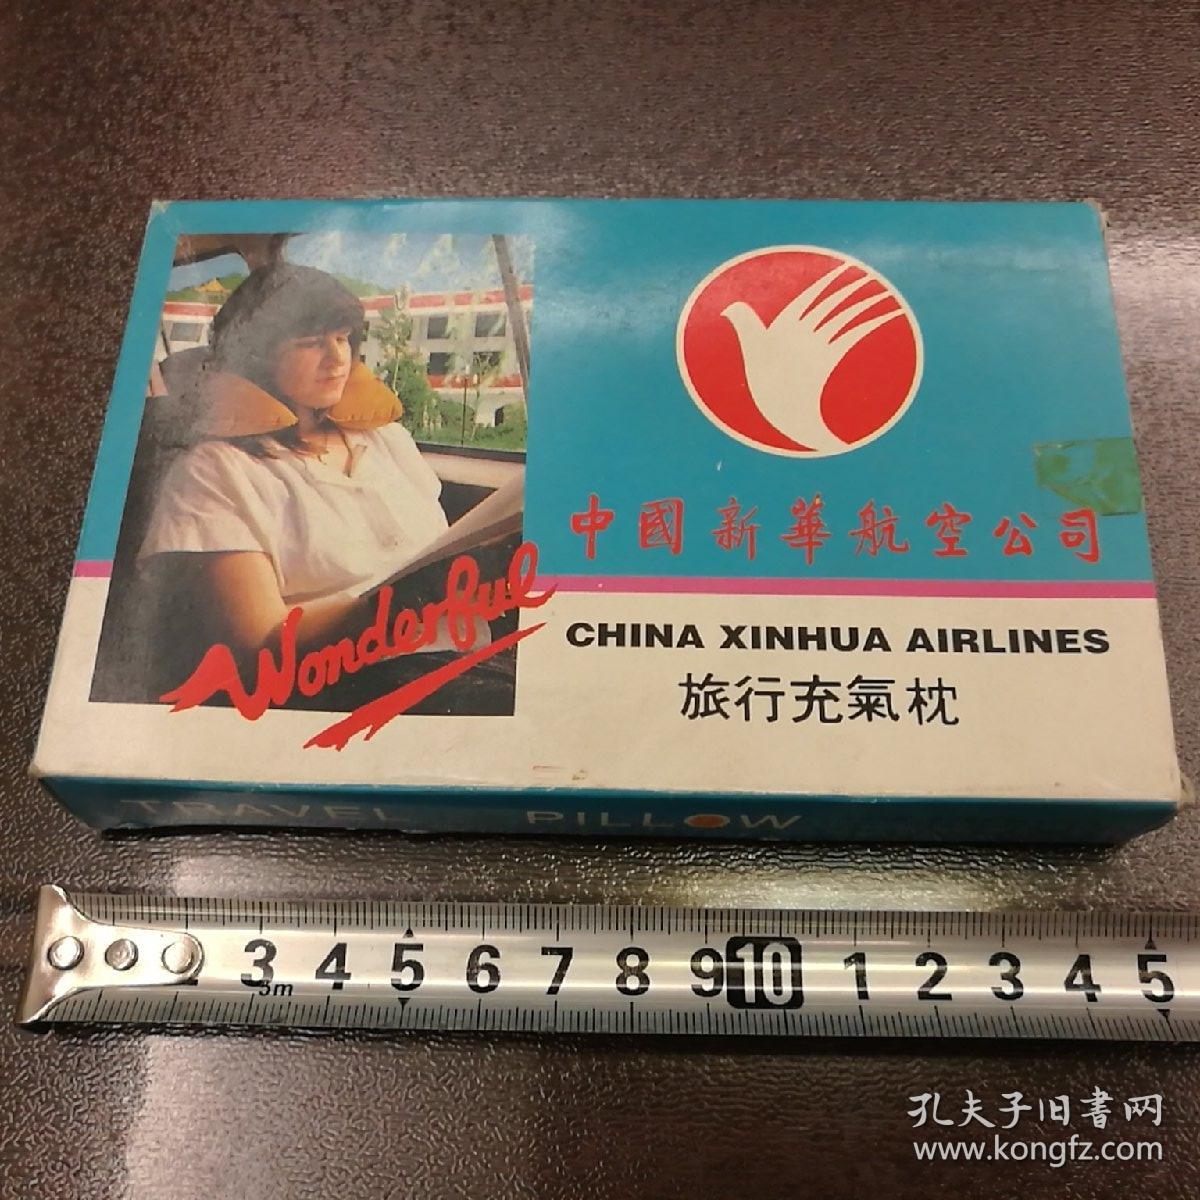 中國新華航空公司
Wonderful
CHINA XINHUA AIRLINES
旅行充氣枕
TRAVEL PILLOW
3 4 5 6 7 8 9 10 1 2 3 4 5
3m
孔夫子旧書网
www.kongfz.com